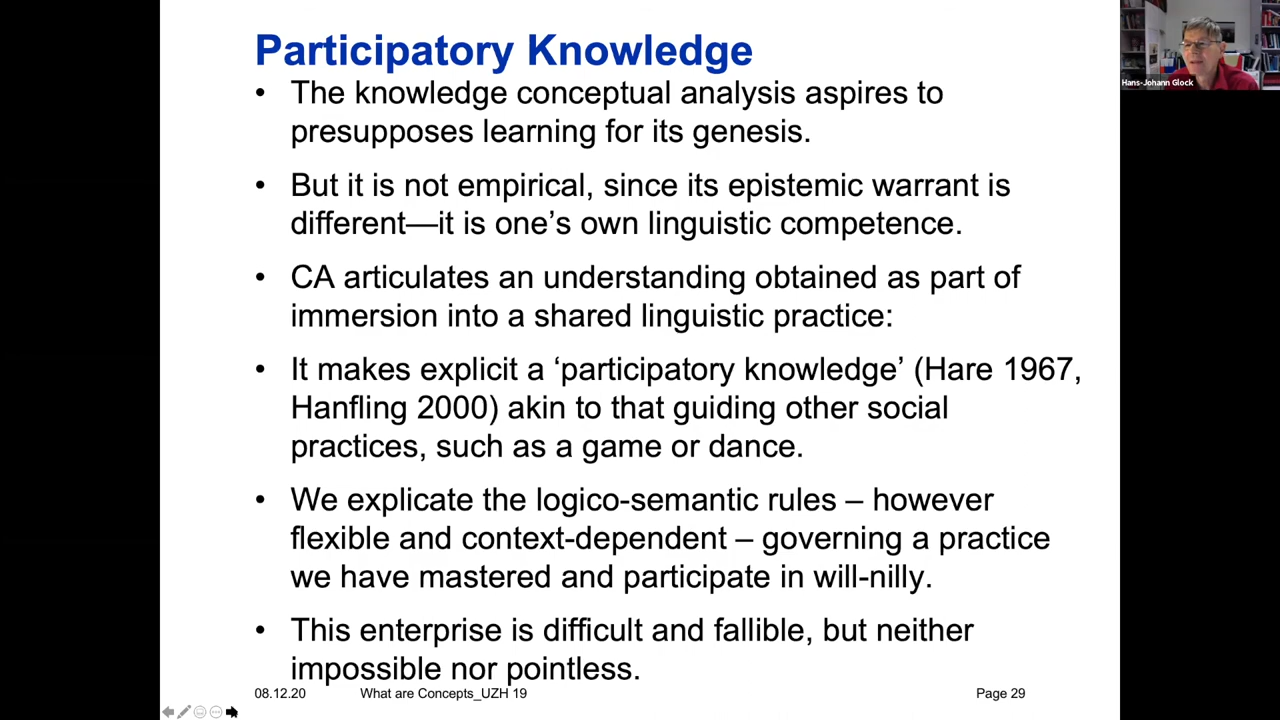 Participatory Knowledge
• The knowledge conceptual analysis aspires to
presupposes learning for its genesis.
• But it is not empirical, since its epistemic warrant is
different—it is one’s own linguistic competence.
• CA articulates an understanding obtained as part of
immersion into a shared linguistic practice:
• It makes explicit a ‘participatory knowledge’ (Hare 1967,
Hanfling 2000) akin to that guiding other social
practices, such as a game or dance.
• We explicate the logico-semantic rules – however
flexible and context-dependent – governing a practice
we have mastered and participate in will-nilly.
• This enterprise is difficult and fallible, but neither
impossible nor pointless.
08.12.20 What are Concepts_UZH 19 Page 29
Hans-Johann Glock